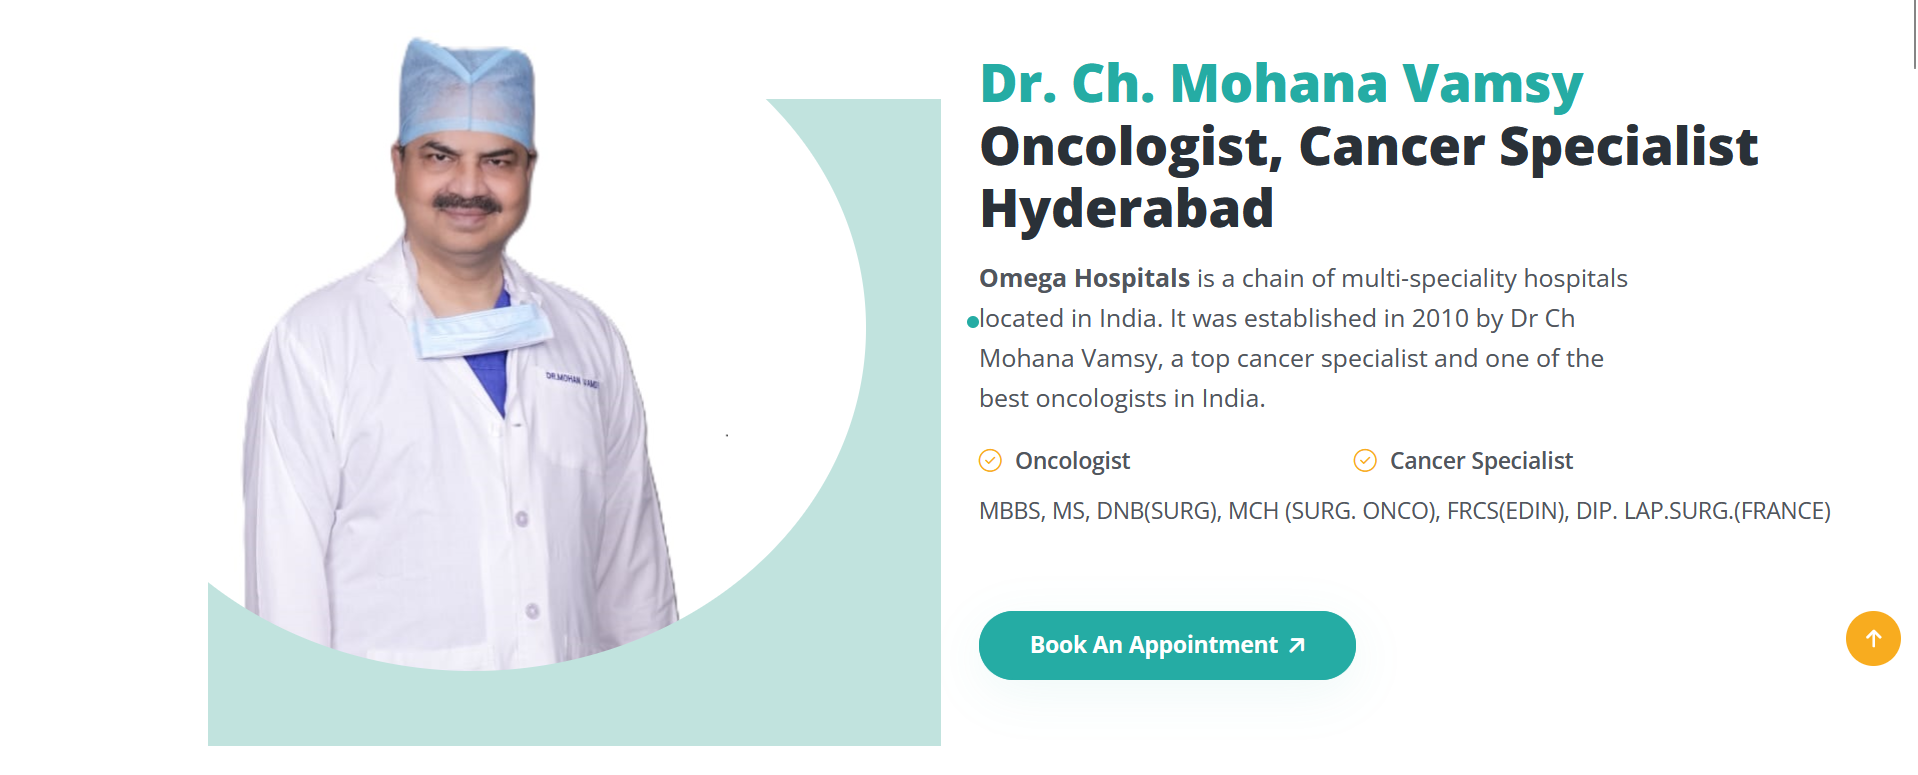 Dr. Ch. Mohana Vamsy
Oncologist, Cancer Specialist
Hyderabad
Omega Hospitals is a chain of multi-speciality hospitals
located in India. It was established in 2010 by Dr Ch
Mohana Vamsy, a top cancer specialist and one of the
best oncologists in India.
Oncologist
Cancer Specialist
MBBS, MS, DNB(SURG), MCH (SURG. ONCO), FRCS(EDIN), DIP. LAP.SURG.(FRANCE)
Book An Appointment
DR.MOHAN VAMSY